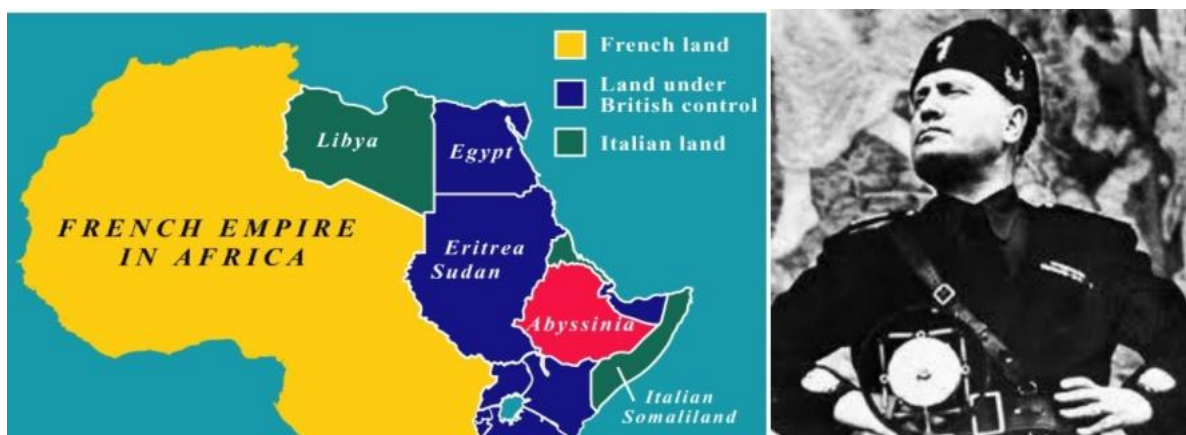 French land
Land under
British control
Italian land
Libya
Egypt
FRENCH EMPIRE
IN AFRICA
Eritrea
Sudan
Abyssinia
Italian
Somaliland